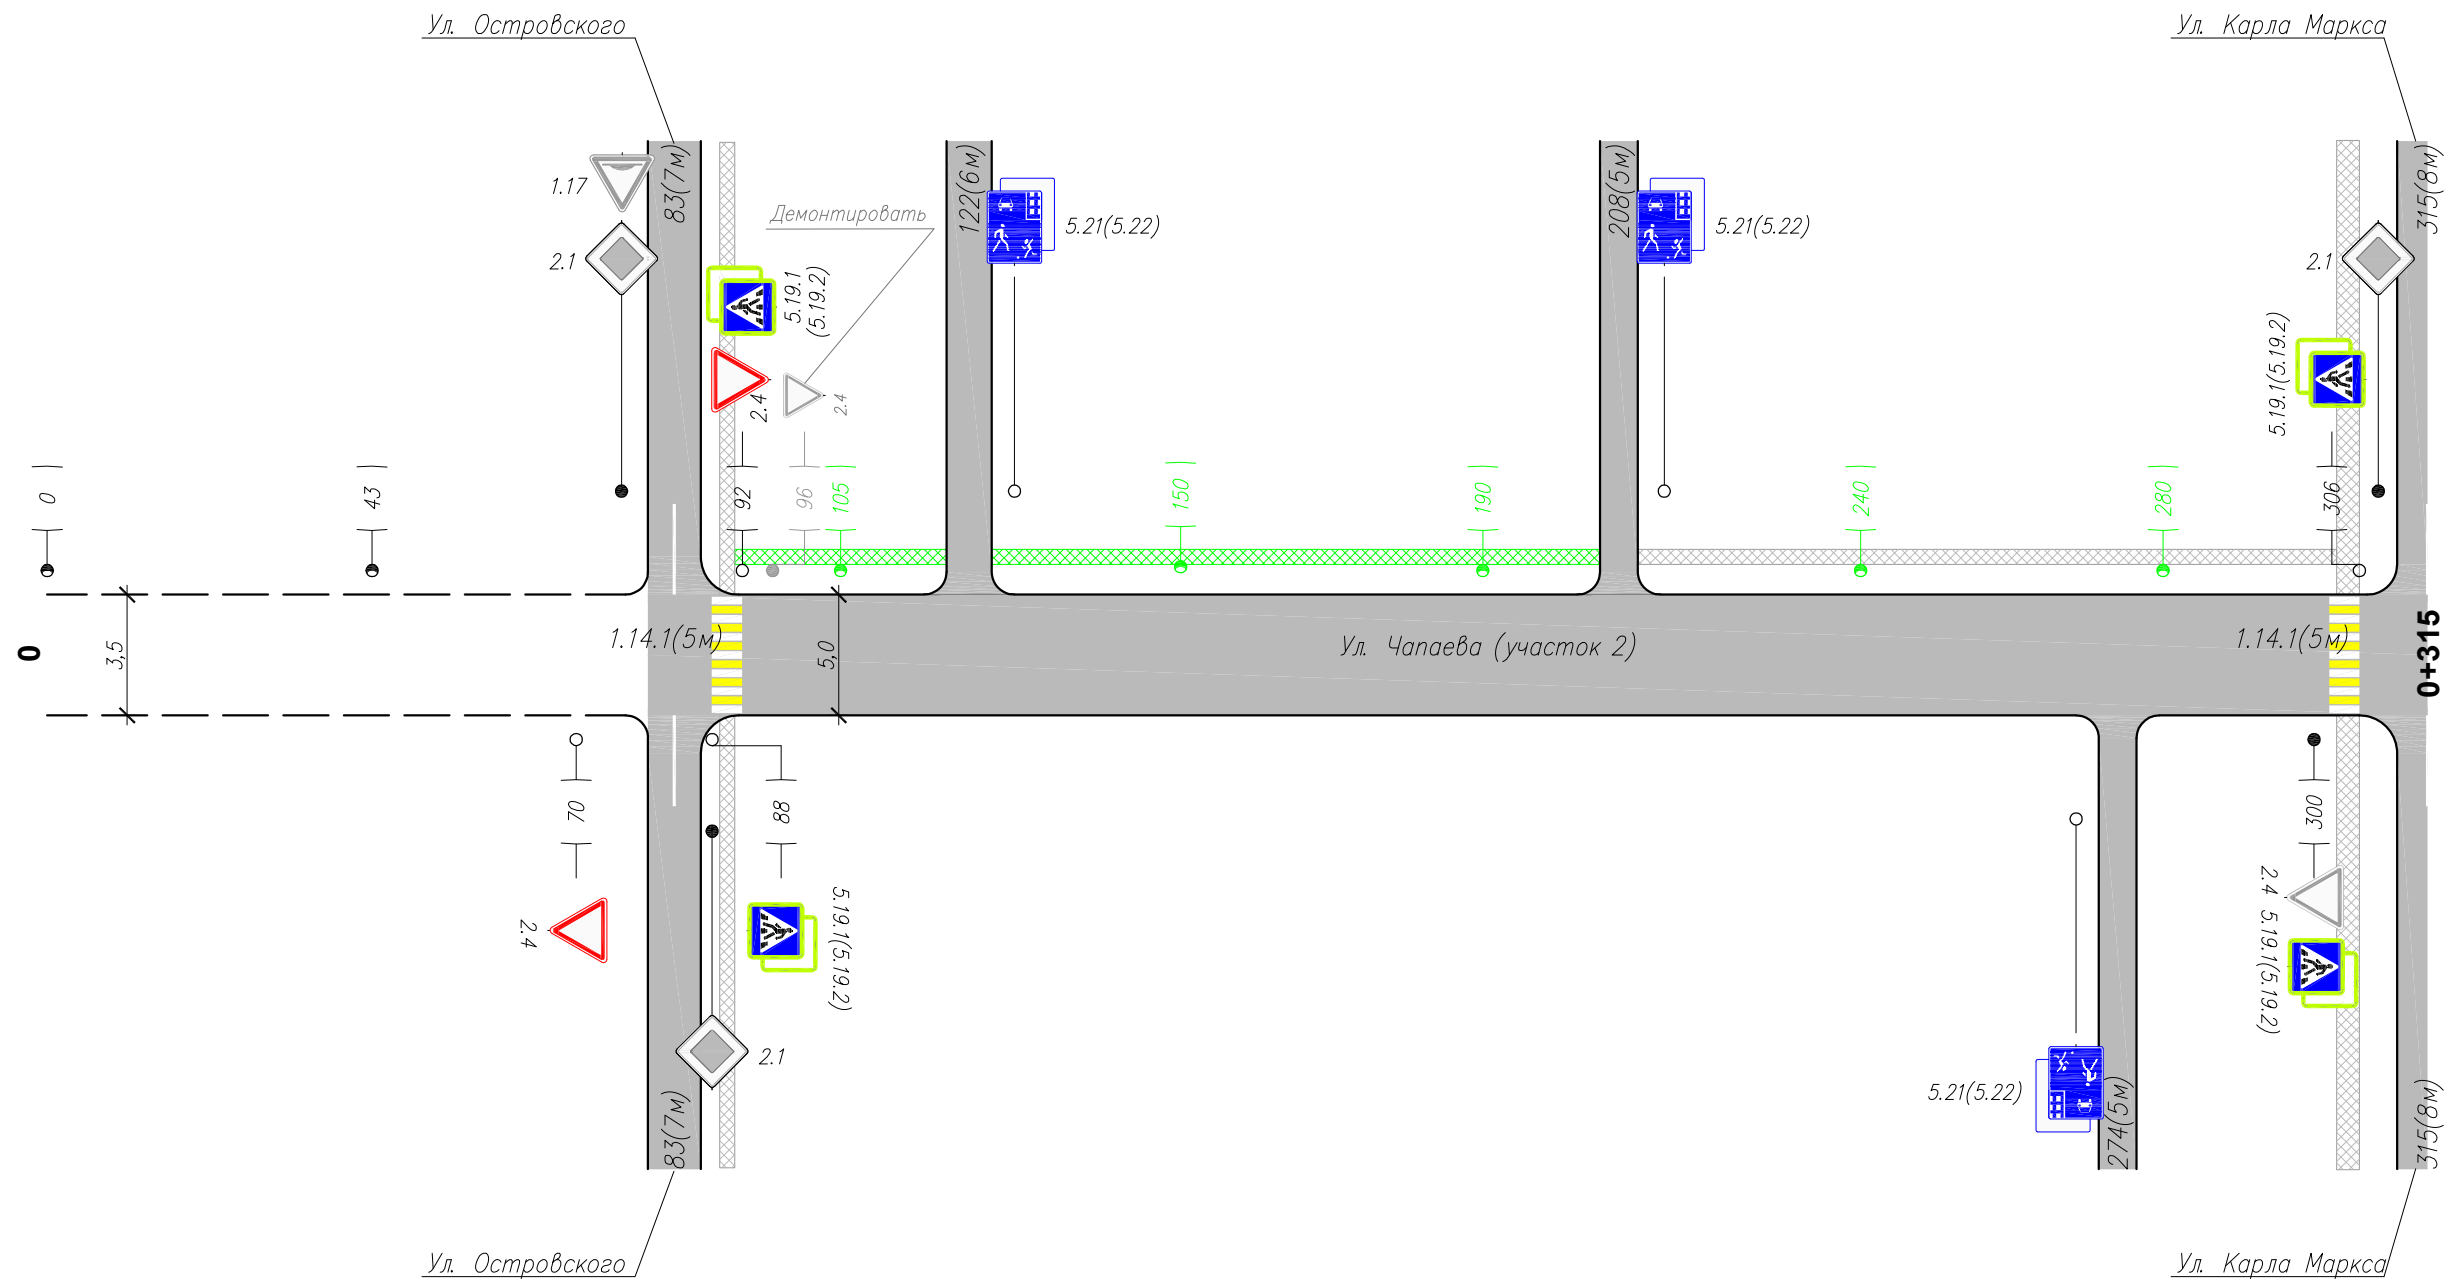 Ул. Островского
Ул. Карла Маркса
83(7м)
122(6м)
208(5м)
315(8м)
1.17
2.1
Демонтировать
5.21(5.22)
5.21(5.22)
2.1
5.19.1
(5.19.2)
5.19.1(5.19.2)
2.4
2.4
0
43
92
96
105
150
190
240
280
306
0
3,5
1.14.1(5м)
5,0
Ул. Чапаева (участок 2)
1.14.1(5м)
0+315
70
88
300
2.4
5.19.1(5.19.2)
2.4 5.19.1(5.19.2)
2.1
5.21(5.22)
83(7м)
274(5м)
315(8м)
Ул. Островского
Ул. Карла Маркса